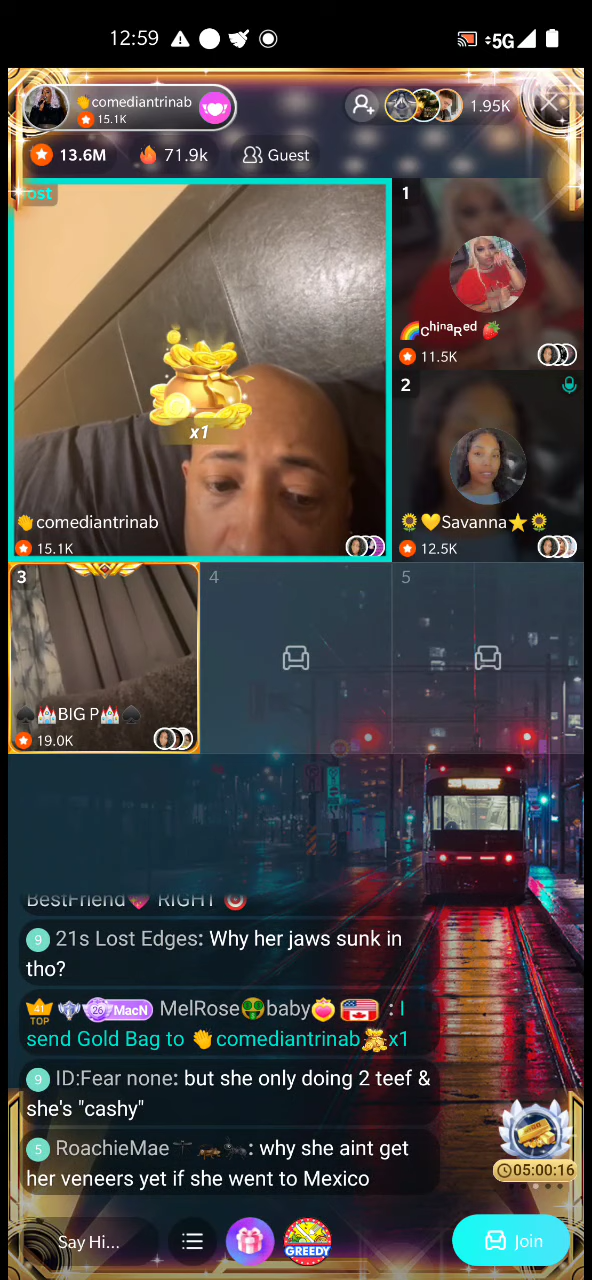 12:59
5G
👋comediantrinab
15.1K
1.95K
13.6M
71.9k
Guest
ost
1
🌈ChinaRed 🍓
11.5K
2
🌻💛Savanna⭐🌻
12.5K
x1
👋comediantrinab
15.1K
3
♠️🏰BIG P🏰♠️
19.0K
4
5
BestFriend💖 RIGHT 🎯
9 21s Lost Edges: Why her jaws sunk in
tho?
41 TOP 26 MacN MelRose🤑baby 🇺🇸🇨🇦 : I
send Gold Bag to 👋comediantrinab x1
9 ID:Fear none: but she only doing 2 teef &
she's "cashy"
5 RoachieMae 🪳🐜: why she aint get
her veneers yet if she went to Mexico
05:00:16
Say Hi...
GREEDY
Join